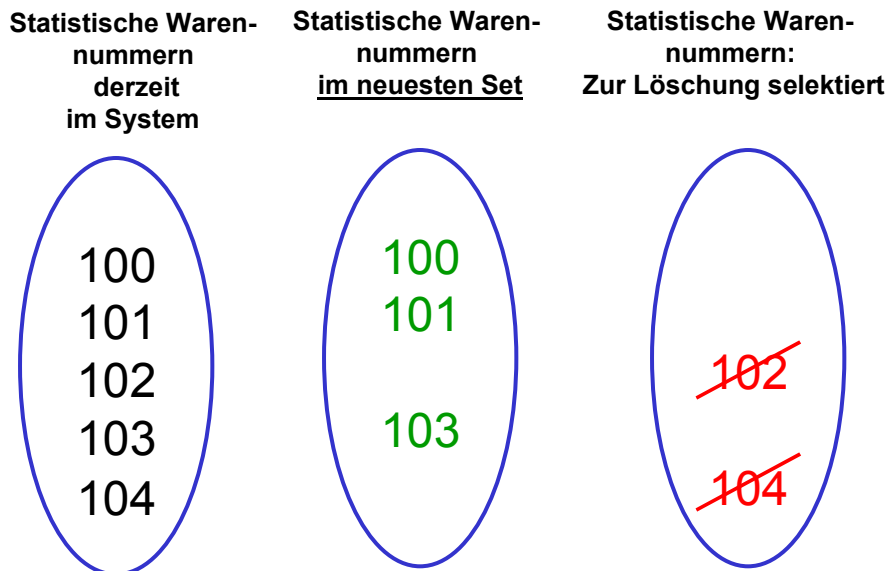 Statistische Waren-
nummern
derzeit
im System
Statistische Waren-
nummern
im neuesten Set
Statistische Waren-
nummern:
Zur Löschung selektiert
100
101
102
103
104
100
101
103
102
104